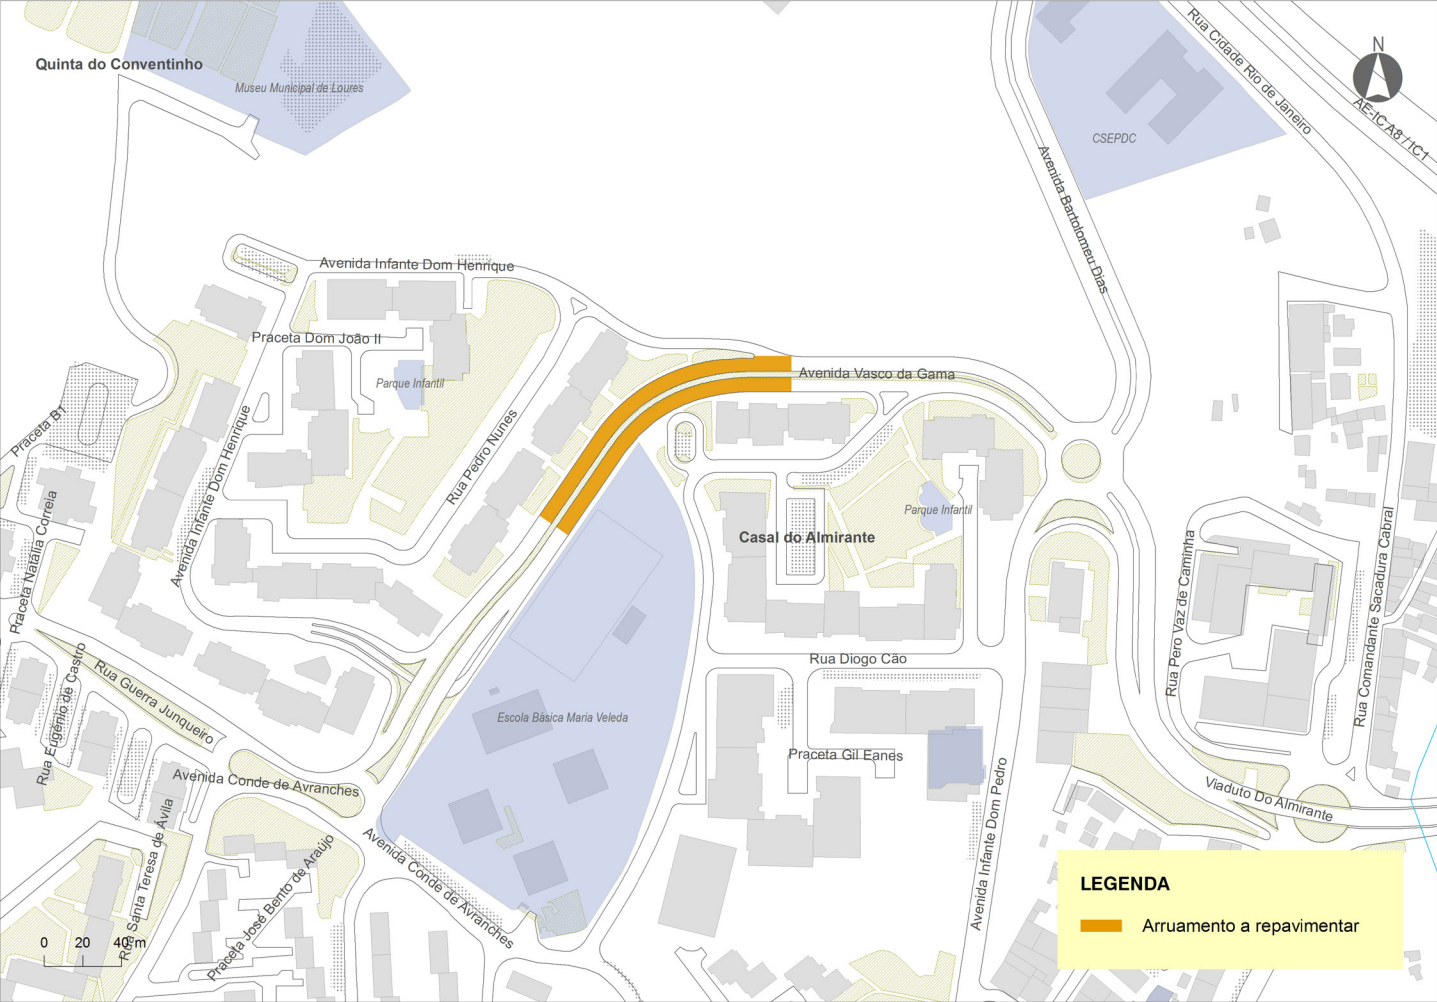 Quinta do Conventinho
Museu Municipal de Loures
Rua Cidade Rio de Janeiro
N
AE-IC A8 / IC1
CSEPDC
Avenida Bartolomeu Dias
Avenida Infante Dom Henrique
Praceta Dom João II
Parque Infantil
Avenida Vasco da Gama
Praceta B1
Avenida Infante Dom Henrique
Rua Pedro Nunes
Praceta Natália Correia
Parque Infantil
Casal do Almirante
Rua Pero Vaz de Caminha
Rua Comandante Sacadura Cabral
Rua Diogo Cão
Rua Eugénio de Castro
Rua Guerra Junqueiro
Escola Básica Maria Veleda
Praceta Gil Eanes
Avenida Conde de Avranches
Viaduto Do Almirante
Avenida Infante Dom Pedro
Avenida Conde de Avranches
Rua Santa Teresa de Ávila
Praceta José Bento de Araújo
0 20 40 m
LEGENDA
Arruamento a repavimentar